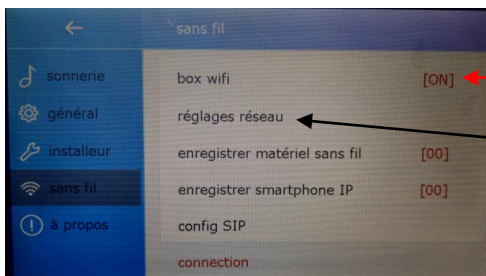 sans fil
sonnerie
général
installeur
sans fil
à propos
box wifi [ON]
réglages réseau
enregistrer matériel sans fil [00]
enregistrer smartphone IP [00]
config SIP
connection